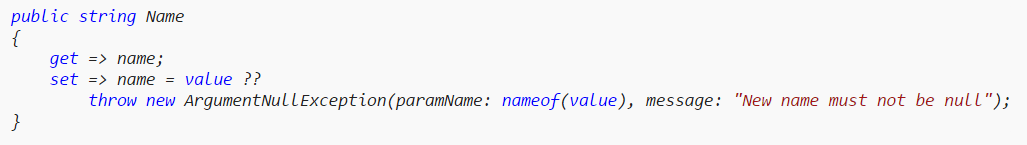 public string Name
{
    get => name;
    set => name = value ??
        throw new ArgumentNullException(paramName: nameof(value), message: "New name must not be null");
}